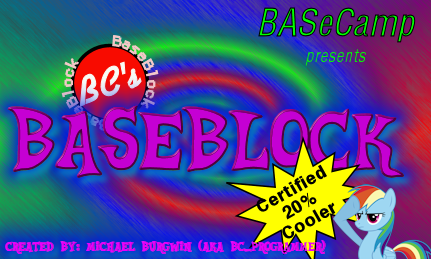 BASeCamp
presents
BaseBlock
BC's
BaseBlock
BASEBLOCK
Certified
20%
Cooler
CREATED BY: MICHAEL BURGWIN (AKA BC_PROGRAMMER)